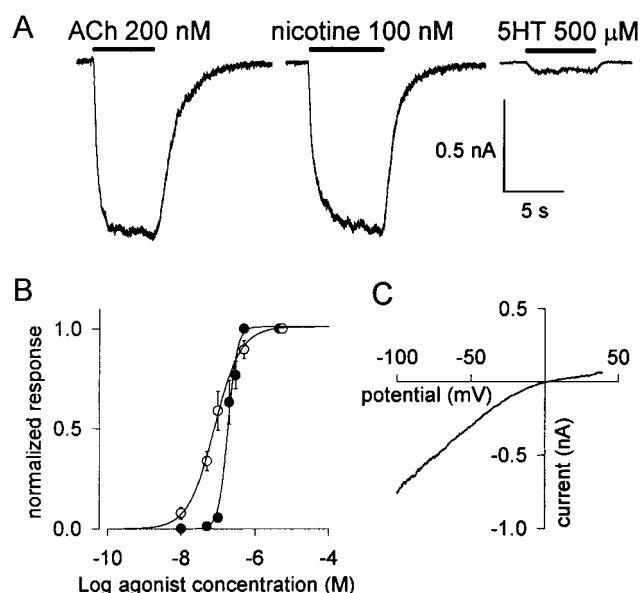 A
ACh 200 nM
nicotine 100 nM
5HT 500 μM
0.5 nA
5 s
B
normalized response
1.0
0.5
0.0
-10
-8
-6
-4
Log agonist concentration (M)
C
0.5
-100
-50
0
50
potential (mV)
-0.5
-1.0
current (nA)